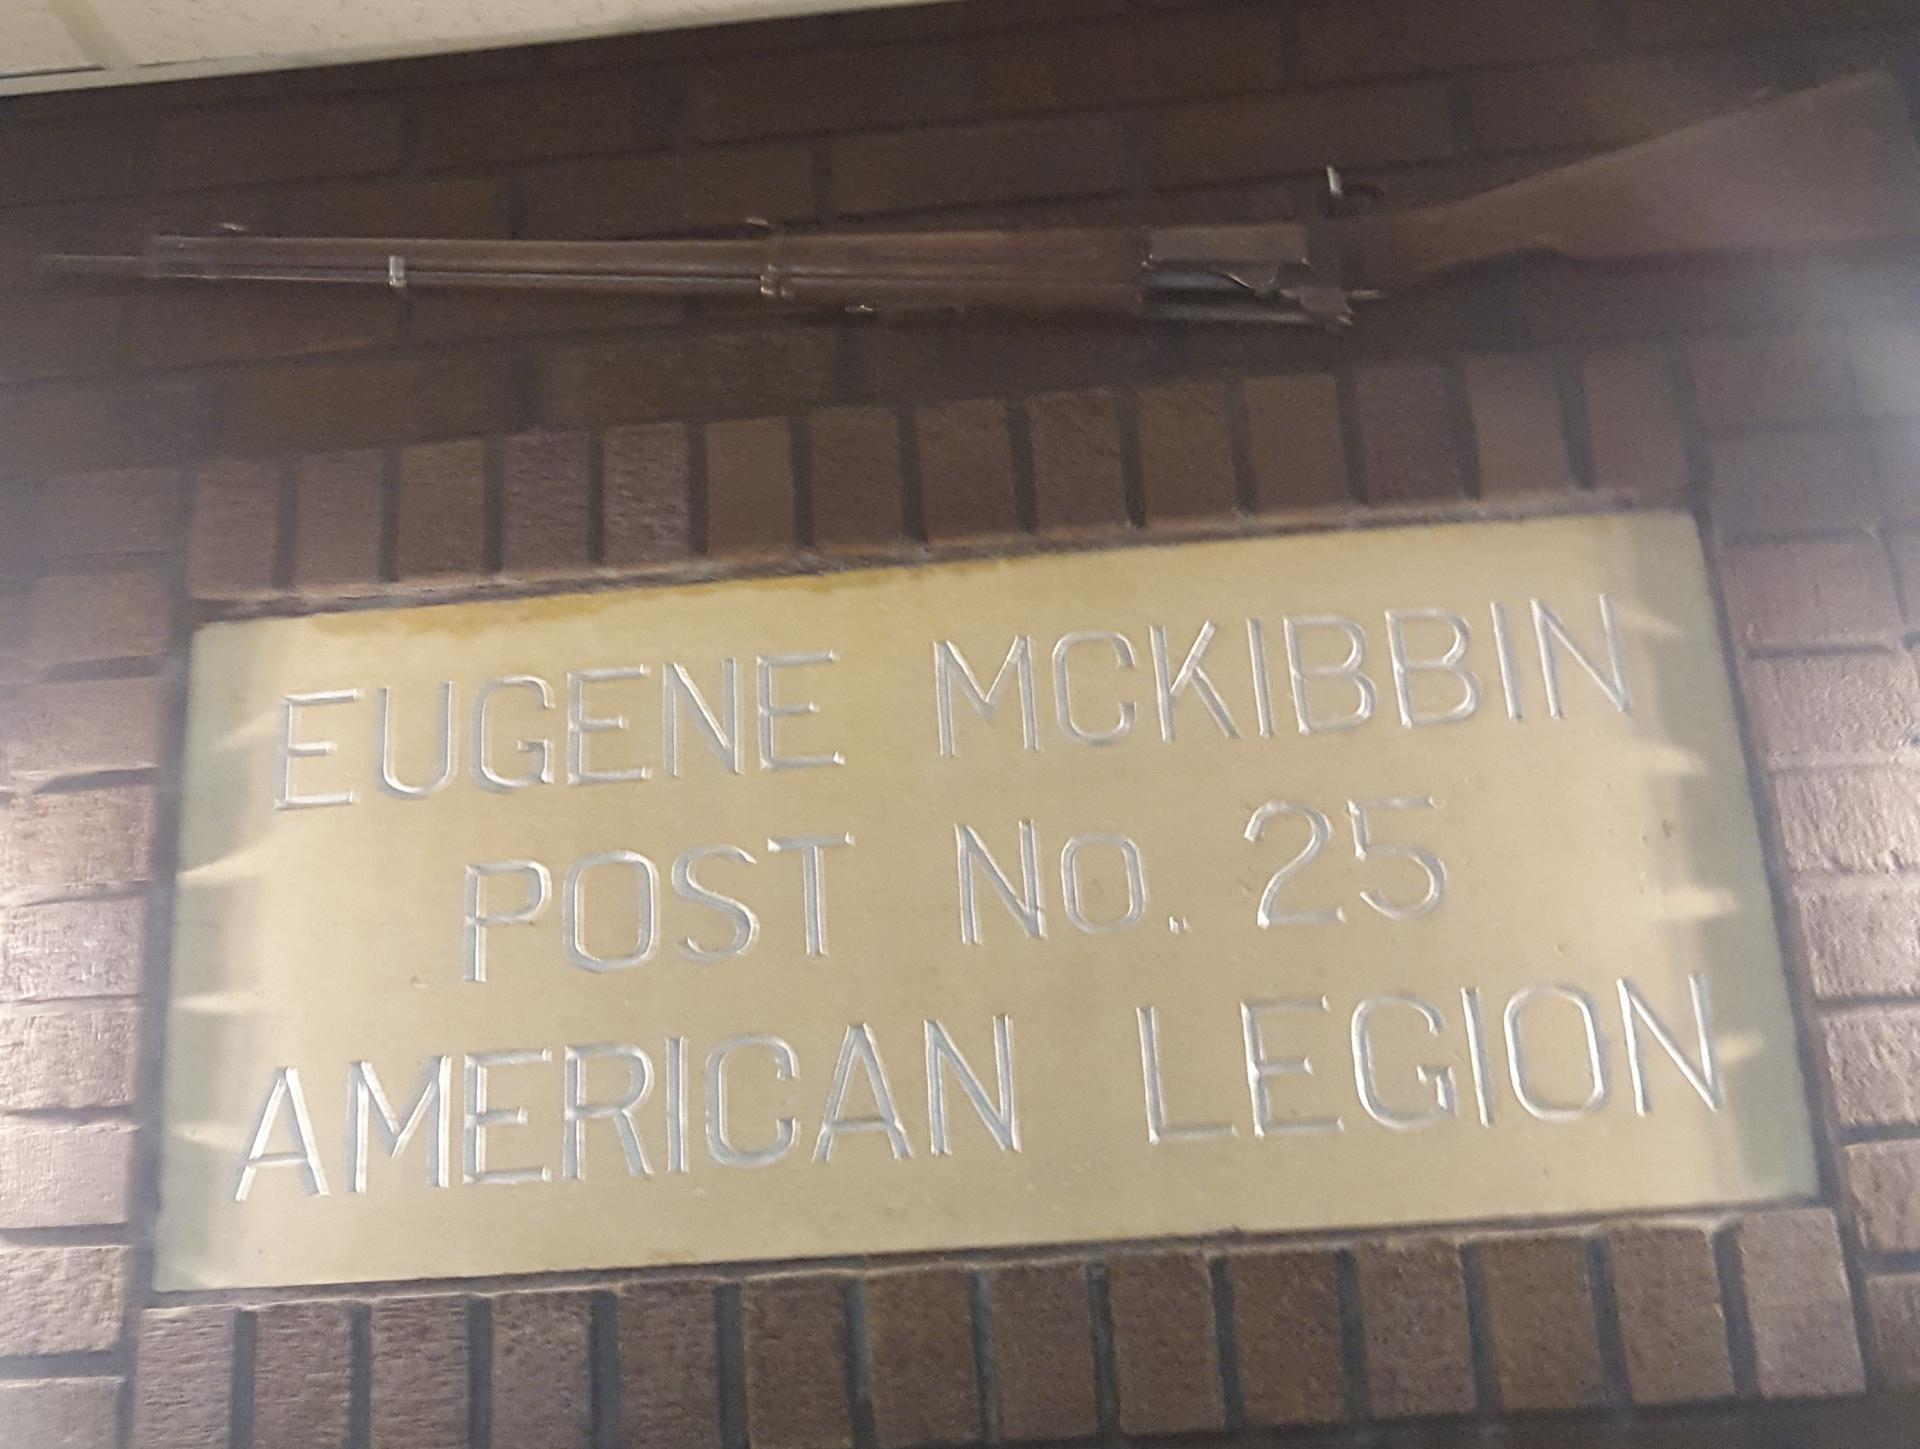 EUGENE MCKIBBIN
POST No. 25
AMERICAN LEGION